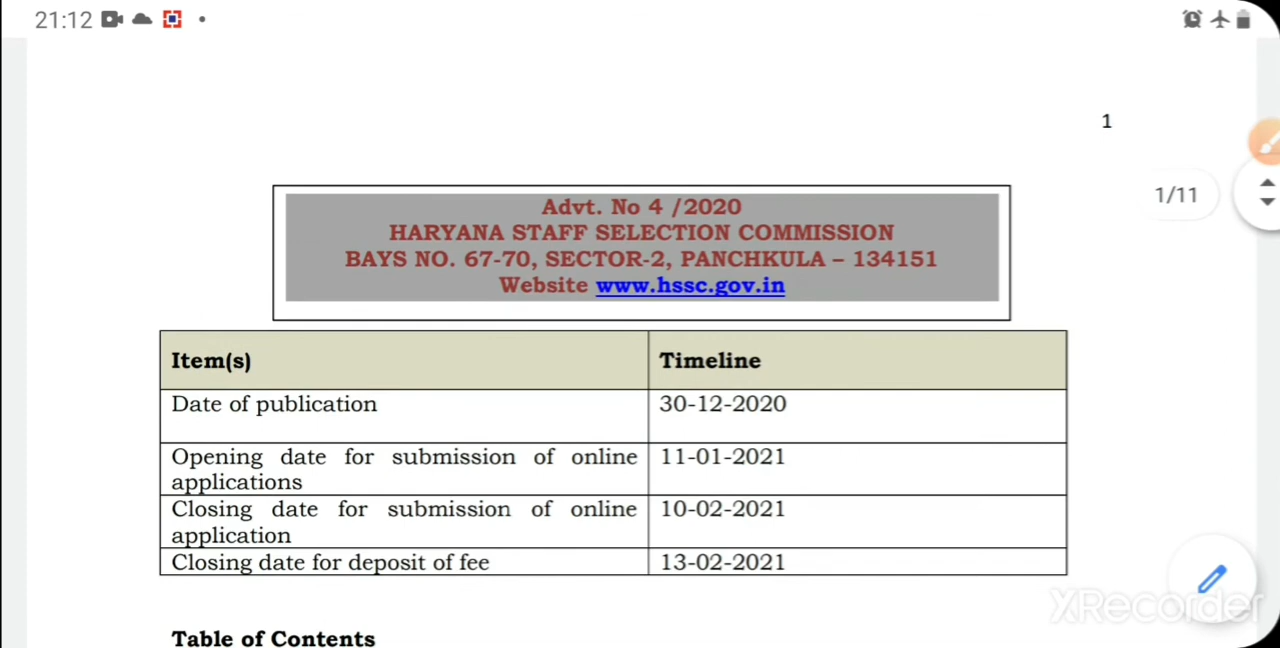 21:12
1
1/11
Advt. No 4 /2020
HARYANA STAFF SELECTION COMMISSION
BAYS NO. 67-70, SECTOR-2, PANCHKULA – 134151
Website www.hssc.gov.in
Item(s) Timeline
Date of publication 30-12-2020
Opening date for submission of online applications 11-01-2021
Closing date for submission of online application 10-02-2021
Closing date for deposit of fee 13-02-2021
XRecorder
Table of Contents